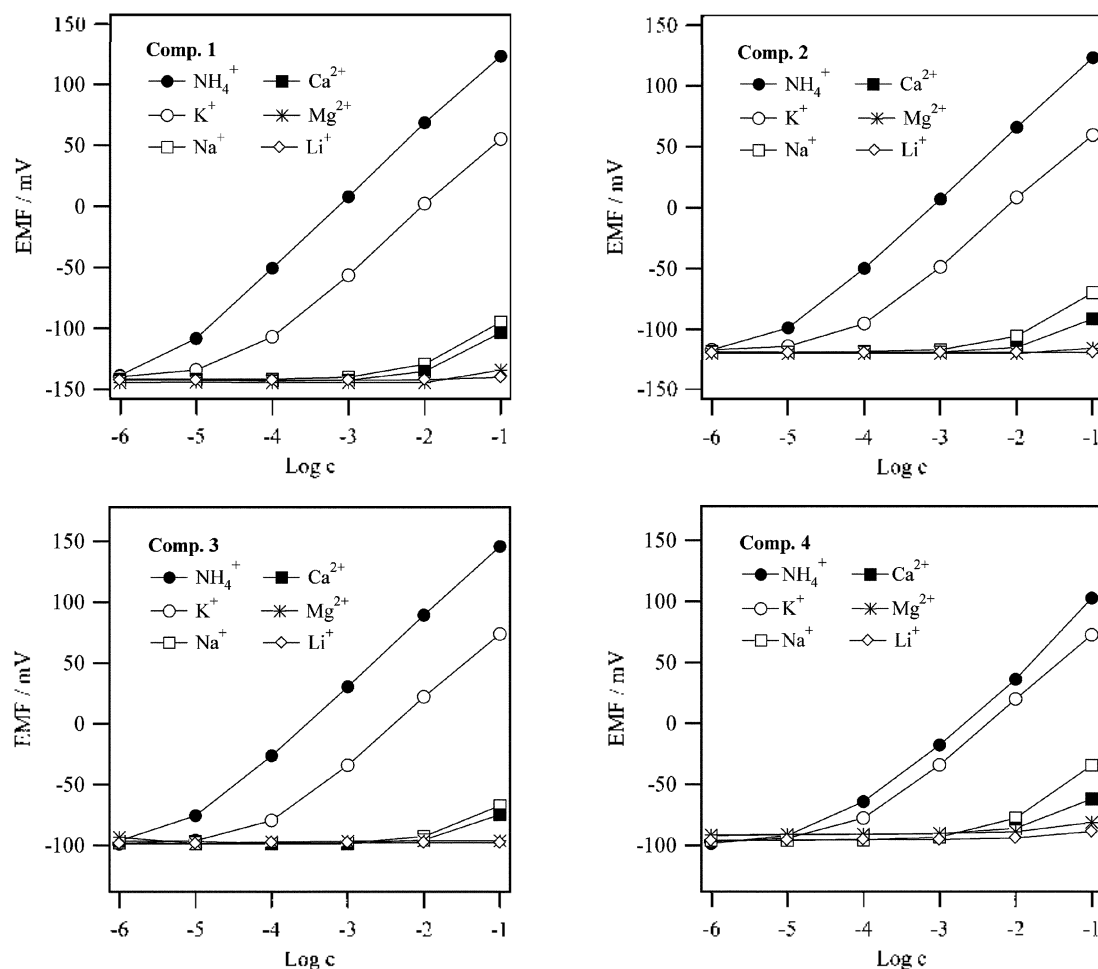 150
100
50
0
-50
-100
-150
EMF / mV
Comp. 1
NH₄⁺ Ca²⁺
K⁺ Mg²⁺
Na⁺ Li⁺
-6 -5 -4 -3 -2 -1
Log c
150
100
50
0
-50
-100
-150
EMF / mV
Comp. 2
NH₄⁺ Ca²⁺
K⁺ Mg²⁺
Na⁺ Li⁺
-6 -5 -4 -3 -2 -1
Log c
150
100
50
0
-50
-100
EMF / mV
Comp. 3
NH₄⁺ Ca²⁺
K⁺ Mg²⁺
Na⁺ Li⁺
-6 -5 -4 -3 -2 -1
Log c
150
100
50
0
-50
-100
EMF / mV
Comp. 4
NH₄⁺ Ca²⁺
K⁺ Mg²⁺
Na⁺ Li⁺
-6 -5 -4 -3 -2 -1
Log c